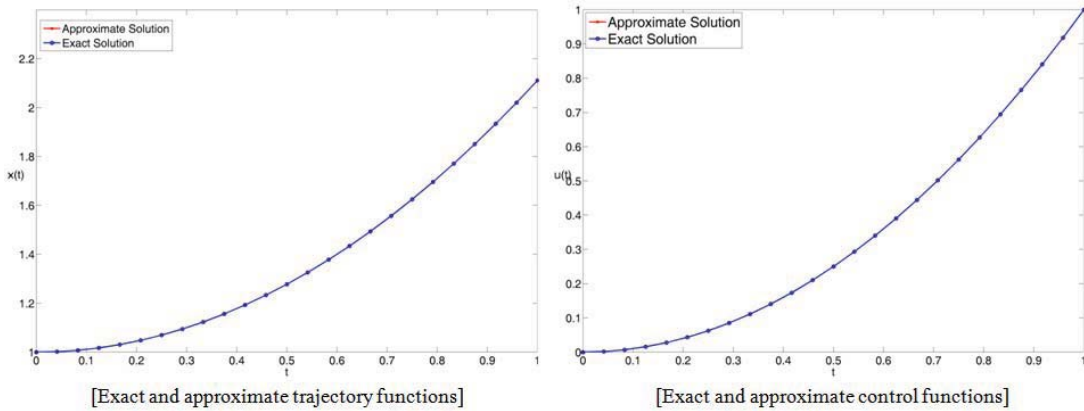 Approximate Solution
Exact Solution
2.2
2
1.8
1.6
1.4
1.2
1
x(t)
0 0.1 0.2 0.3 0.4 0.5 0.6 0.7 0.8 0.9 1
t
[Exact and approximate trajectory functions]
Approximate Solution
Exact Solution
1
0.9
0.8
0.7
0.6
0.5
0.4
0.3
0.2
0.1
0
u(t)
0 0.1 0.2 0.3 0.4 0.5 0.6 0.7 0.8 0.9 1
t
[Exact and approximate control functions]